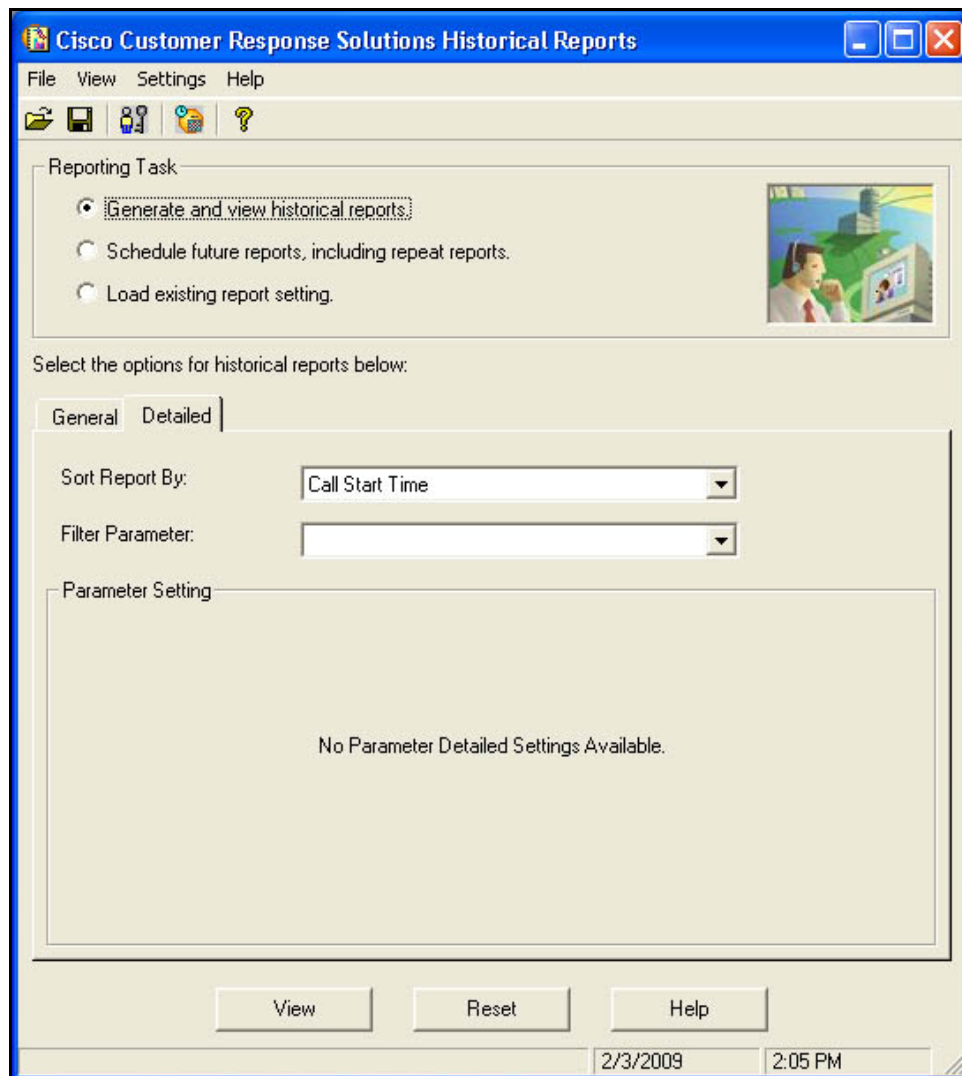 Cisco Customer Response Solutions Historical Reports
File View Settings Help
Reporting Task
Generate and view historical reports.
Schedule future reports, including repeat reports.
Load existing report setting.
Select the options for historical reports below:
General Detailed
Sort Report By: Call Start Time
Filter Parameter:
Parameter Setting
No Parameter Detailed Settings Available.
View Reset Help
2/3/2009 2:05 PM